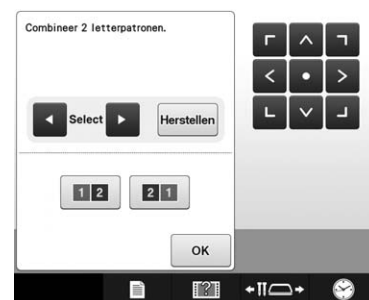 Combineer 2 letterpatronen.
Select
Herstellen
1 2
2 1
OK